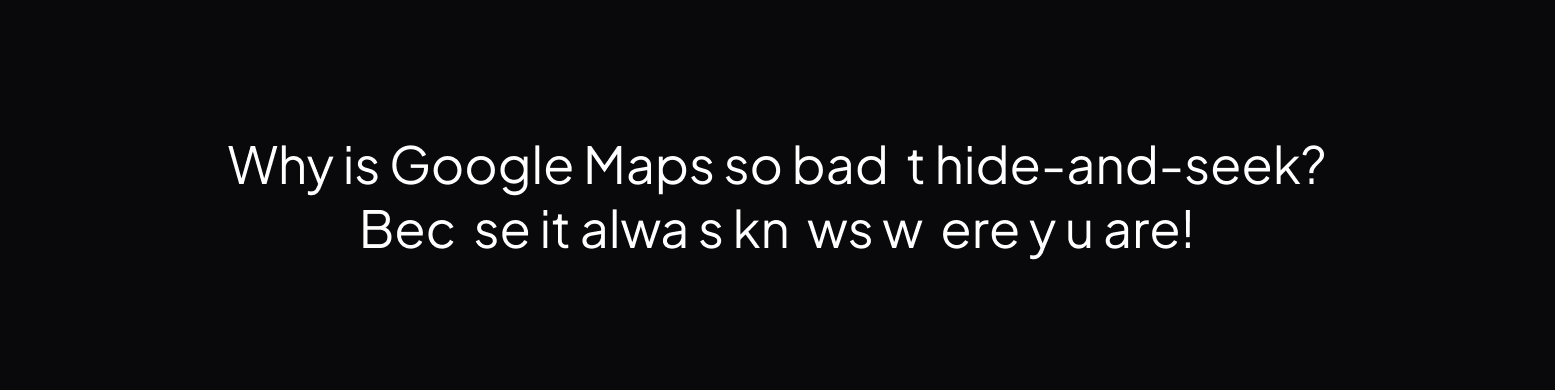 Why is Google Maps so bad  t hide-and-seek?
Bec  se it alwa s kn  ws w  ere y u are!